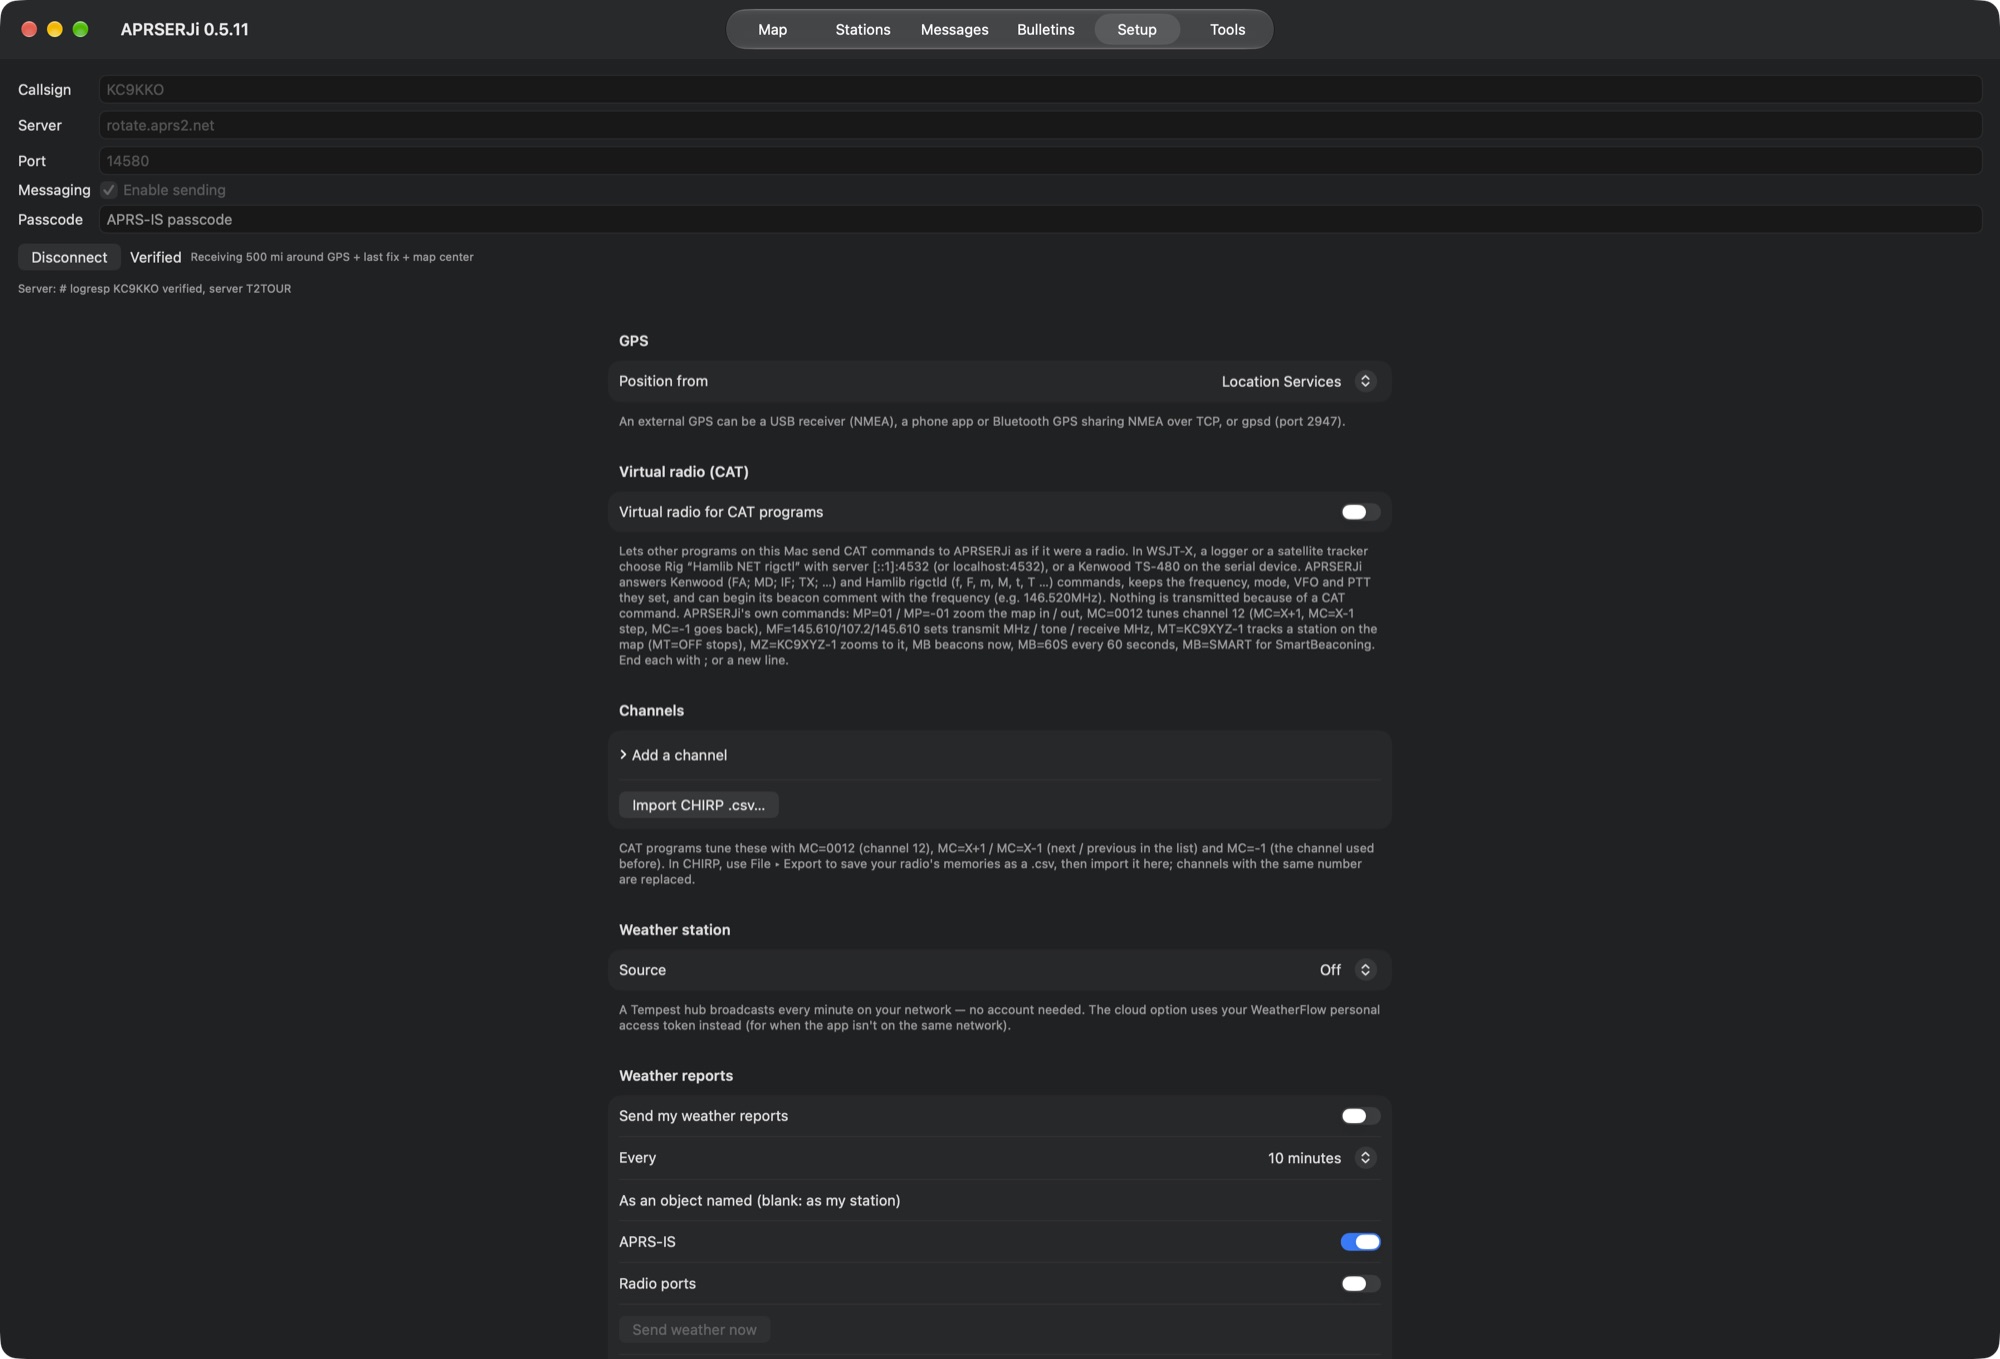 APRSERJi 0.5.11
Map Stations Messages Bulletins Setup Tools
Callsign KC9KKO
Server rotate.aprs2.net
Port 14580
Messaging Enable sending
Passcode APRS-IS passcode
Disconnect Verified Receiving 500 mi around GPS + last fix + map center
Server: # logresp KC9KKO verified, server T2TOUR
GPS
Position from Location Services
An external GPS can be a USB receiver (NMEA), a phone app or Bluetooth GPS sharing NMEA over TCP, or gpsd (port 2947).
Virtual radio (CAT)
Virtual radio for CAT programs
Lets other programs on this Mac send CAT commands to APRSERJi as if it were a radio. In WSJT-X, a logger or a satellite tracker
choose Rig “Hamlib NET rigctl” with server [::1]:4532 (or localhost:4532), or a Kenwood TS-480 on the serial device. APRSERJi
answers Kenwood (FA; MD; IF; TX; …) and Hamlib rigctld (f, F, m, M, t, T …) commands, keeps the frequency, mode, VFO and PTT
they set, and can begin its beacon comment with the frequency (e.g. 146.520MHz). Nothing is transmitted because of a CAT
command. APRSERJi's own commands: MP=01 / MP=-01 zoom the map in / out, MC=0012 tunes channel 12 (MC=X+1, MC=X-1
step, MC=-1 goes back), MF=145.610/107.2/145.610 sets transmit MHz / tone / receive MHz, MT=KC9XYZ-1 tracks a station on the
map (MT=OFF stops), MZ=KC9XYZ-1 zooms to it, MB beacons now, MB=60S every 60 seconds, MB=SMART for SmartBeaconing.
End each with ; or a new line.
Channels
Add a channel
Import CHIRP .csv...
CAT programs tune these with MC=0012 (channel 12), MC=X+1 / MC=X-1 (next / previous in the list) and MC=-1 (the channel used
before). In CHIRP, use File ▸ Export to save your radio's memories as a .csv, then import it here; channels with the same number
are replaced.
Weather station
Source Off
A Tempest hub broadcasts every minute on your network — no account needed. The cloud option uses your WeatherFlow personal
access token instead (for when the app isn't on the same network).
Weather reports
Send my weather reports
Every 10 minutes
As an object named (blank: as my station)
APRS-IS
Radio ports
Send weather now